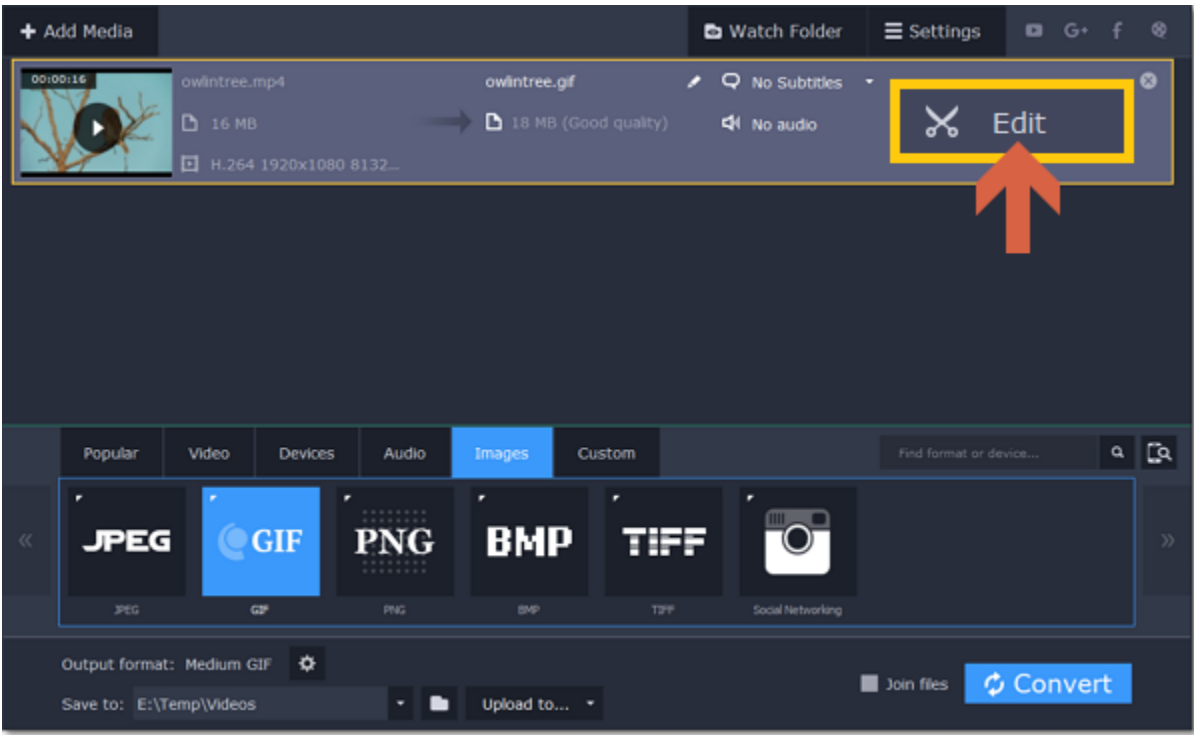 Add Media
Watch Folder
Settings
G+
f
00:00:16
owlintree.mp4
16 MB
H.264 1920x1080 8132...
owlintree.gif
18 MB (Good quality)
No Subtitles
No audio
Edit
Popular
Video
Devices
Audio
Images
Custom
Find format or device...
JPEG
GIF
PNG
BMP
TIFF
JPEG
GIF
PNG
BMP
TIFF
Social Networking
Output format: Medium GIF
Save to: E:\Temp\Videos
Upload to...
Join files
Convert